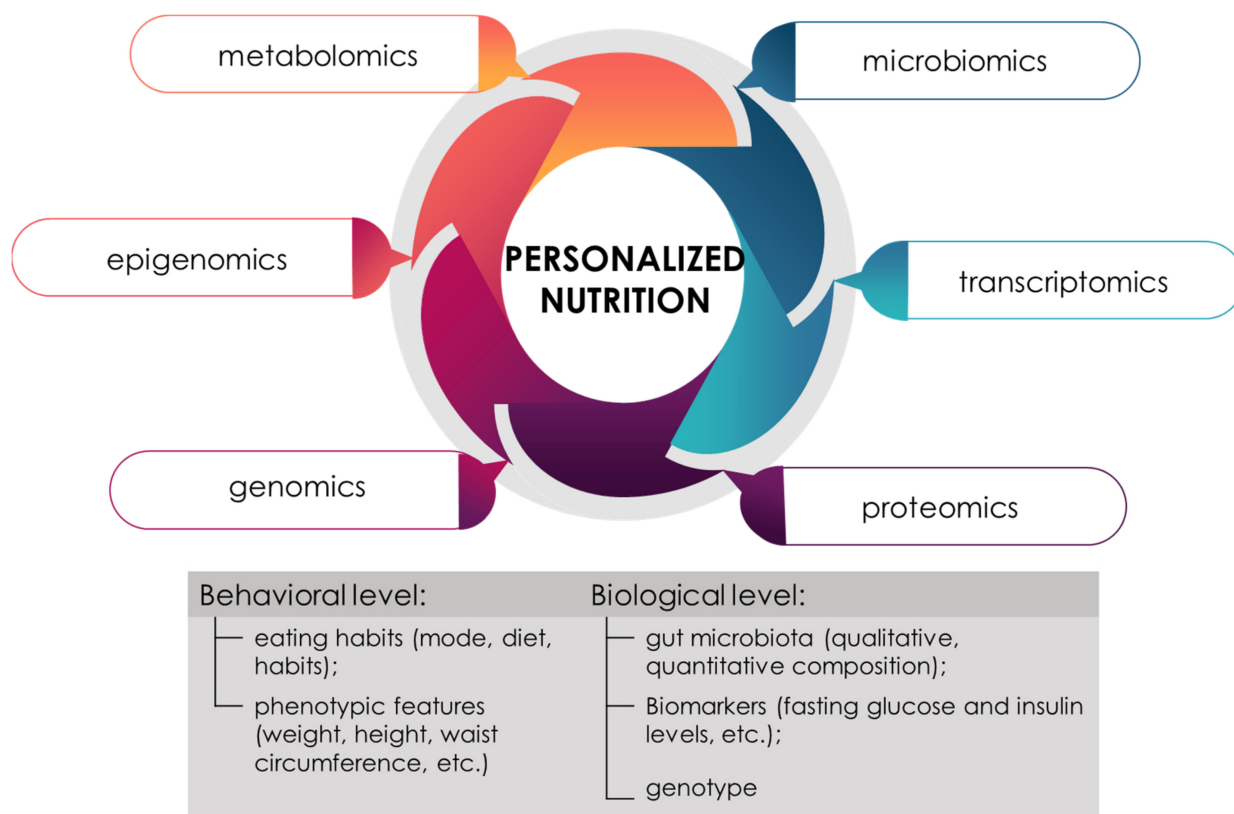 metabolomics
microbiomics
epigenomics
PERSONALIZED
NUTRITION
transcriptomics
genomics
proteomics
Behavioral level:
eating habits (mode, diet,
habits);
phenotypic features
(weight, height, waist
circumference, etc.)
Biological level:
gut microbiota (qualitative,
quantitative composition);
Biomarkers (fasting glucose and insulin
levels, etc.);
genotype